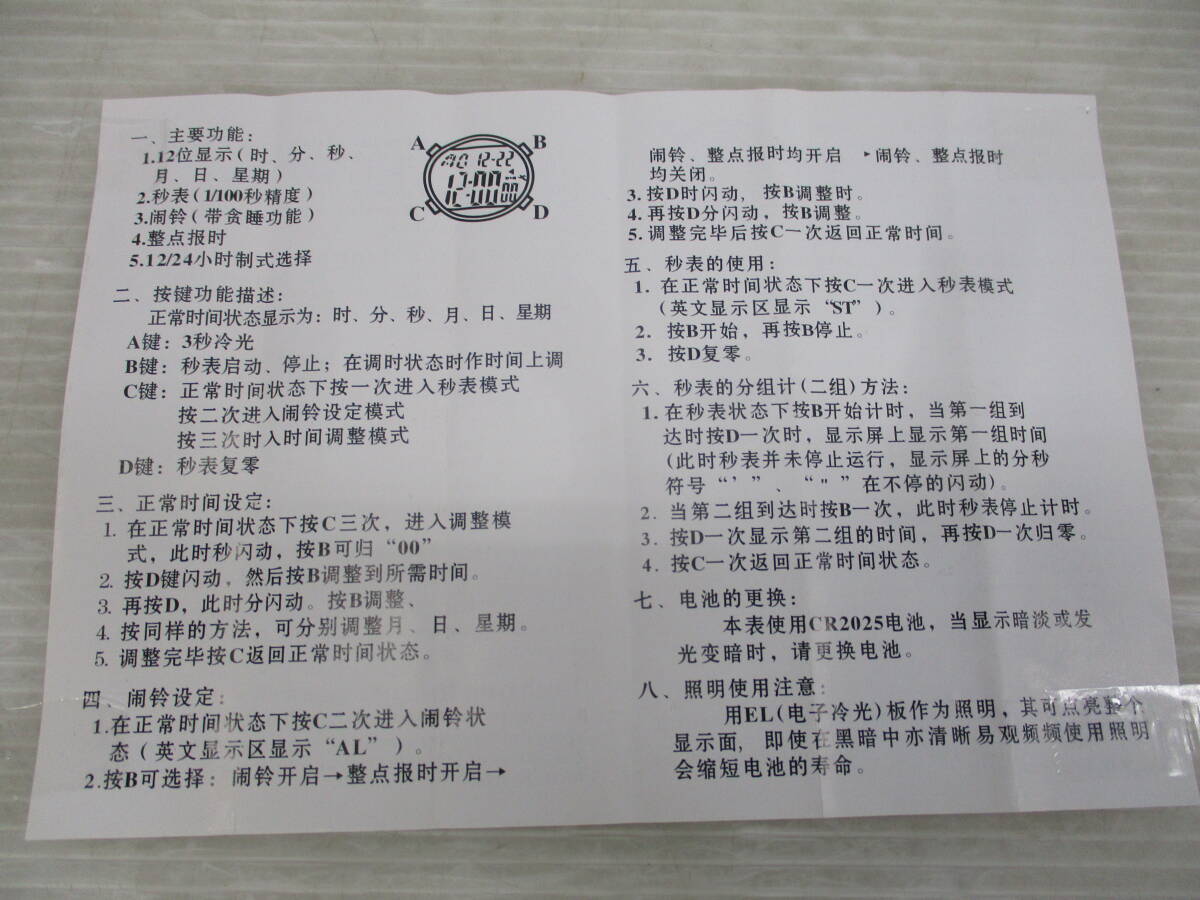 一、主要功能：
1.12位显示（时、分、秒、
月、日、星期）
2.秒表（1/100秒精度）
3.闹铃（带贪睡功能）
4.整点报时
5.12/24小时制式选择
A
B
C
D
12-22
12:00 00
二、按键功能描述：
正常时间状态显示为：时、分、秒、月、日、星期
A键：3秒冷光
B键：秒表启动、停止；在调时状态时作时间上调
C键：正常时间状态下按一次进入秒表模式
按二次进入闹铃设定模式
按三次时入时间调整模式
D键：秒表复零
三、正常时间设定：
1. 在正常时间状态下按C三次，进入调整模
式，此时秒闪动，按B可归“00”
2. 按D键闪动，然后按B调整到所需时间。
3. 再按D，此时分闪动。按B调整、
4. 按同样的方法，可分别调整月、日、星期。
5. 调整完毕按C返回正常时间状态。
四、闹铃设定：
1.在正常时间状态下按C二次进入闹铃状
态（英文显示区显示“AL”）。
2.按B可选择：闹铃开启→整点报时开启→
闹铃、整点报时均开启 ▸闹铃、整点报时
均关闭。
3. 按D时闪动，按B调整时。
4. 再按D分闪动，按B调整。
5. 调整完毕后按C一次返回正常时间。
五、秒表的使用：
1. 在正常时间状态下按C一次进入秒表模式
（英文显示区显示“ST”）。
2. 按B开始，再按B停止。
3. 按D复零。
六、秒表的分组计（二组）方法：
1.在秒表状态下按B开始计时，当第一组到
达时按D一次时，显示屏上显示第一组时间
（此时秒表并未停止运行，显示屏上的分秒
符号“ ' ”、“ " ”在不停的闪动）。
2. 当第二组到达时按B一次，此时秒表停止计时。
3. 按D一次显示第二组的时间，再按D一次归零。
4. 按C一次返回正常时间状态。
七、电池的更换：
本表使用CR2025电池，当显示暗淡或发
光变暗时，请更换电池。
八、照明使用注意：
用EL(电子冷光)板作为照明，其可点亮整个
显示面，即使在黑暗中亦清晰易观频频使用照明
会缩短电池的寿命。